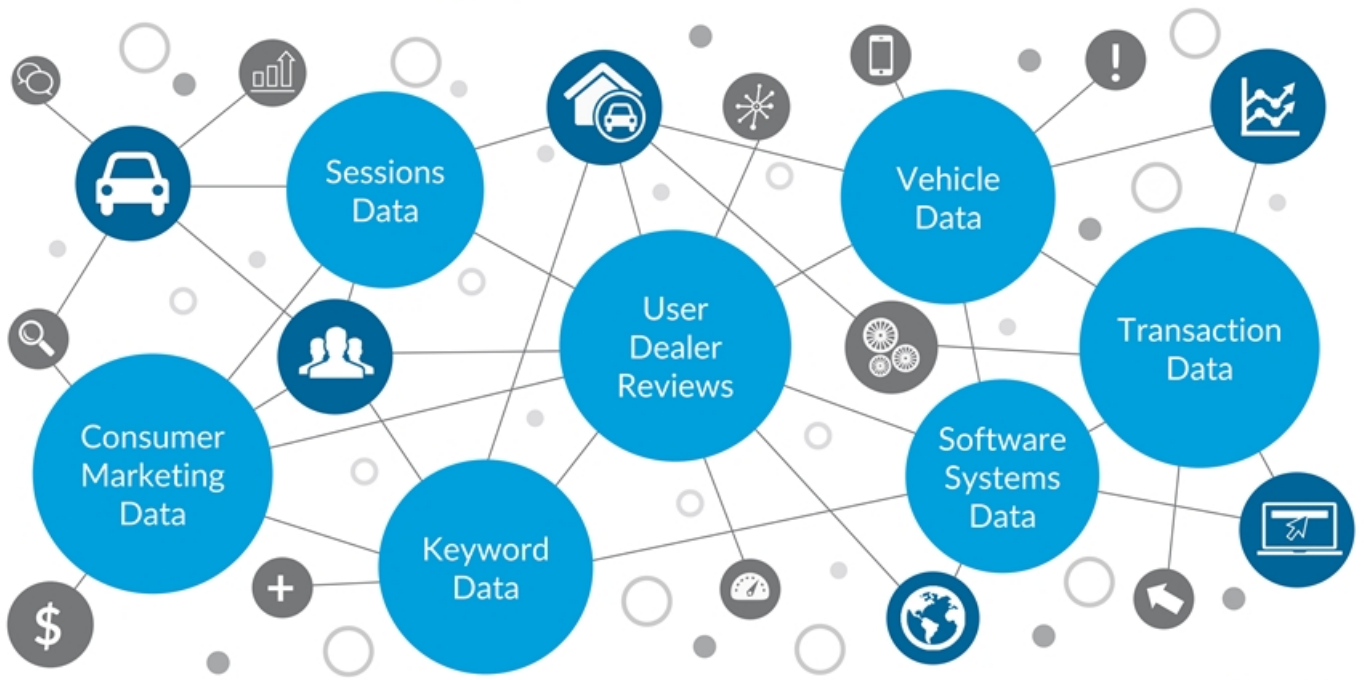 Sessions
Data
Vehicle
Data
User
Dealer
Reviews
Transaction
Data
Consumer
Marketing
Data
Software
Systems
Data
Keyword
Data
$
+
!